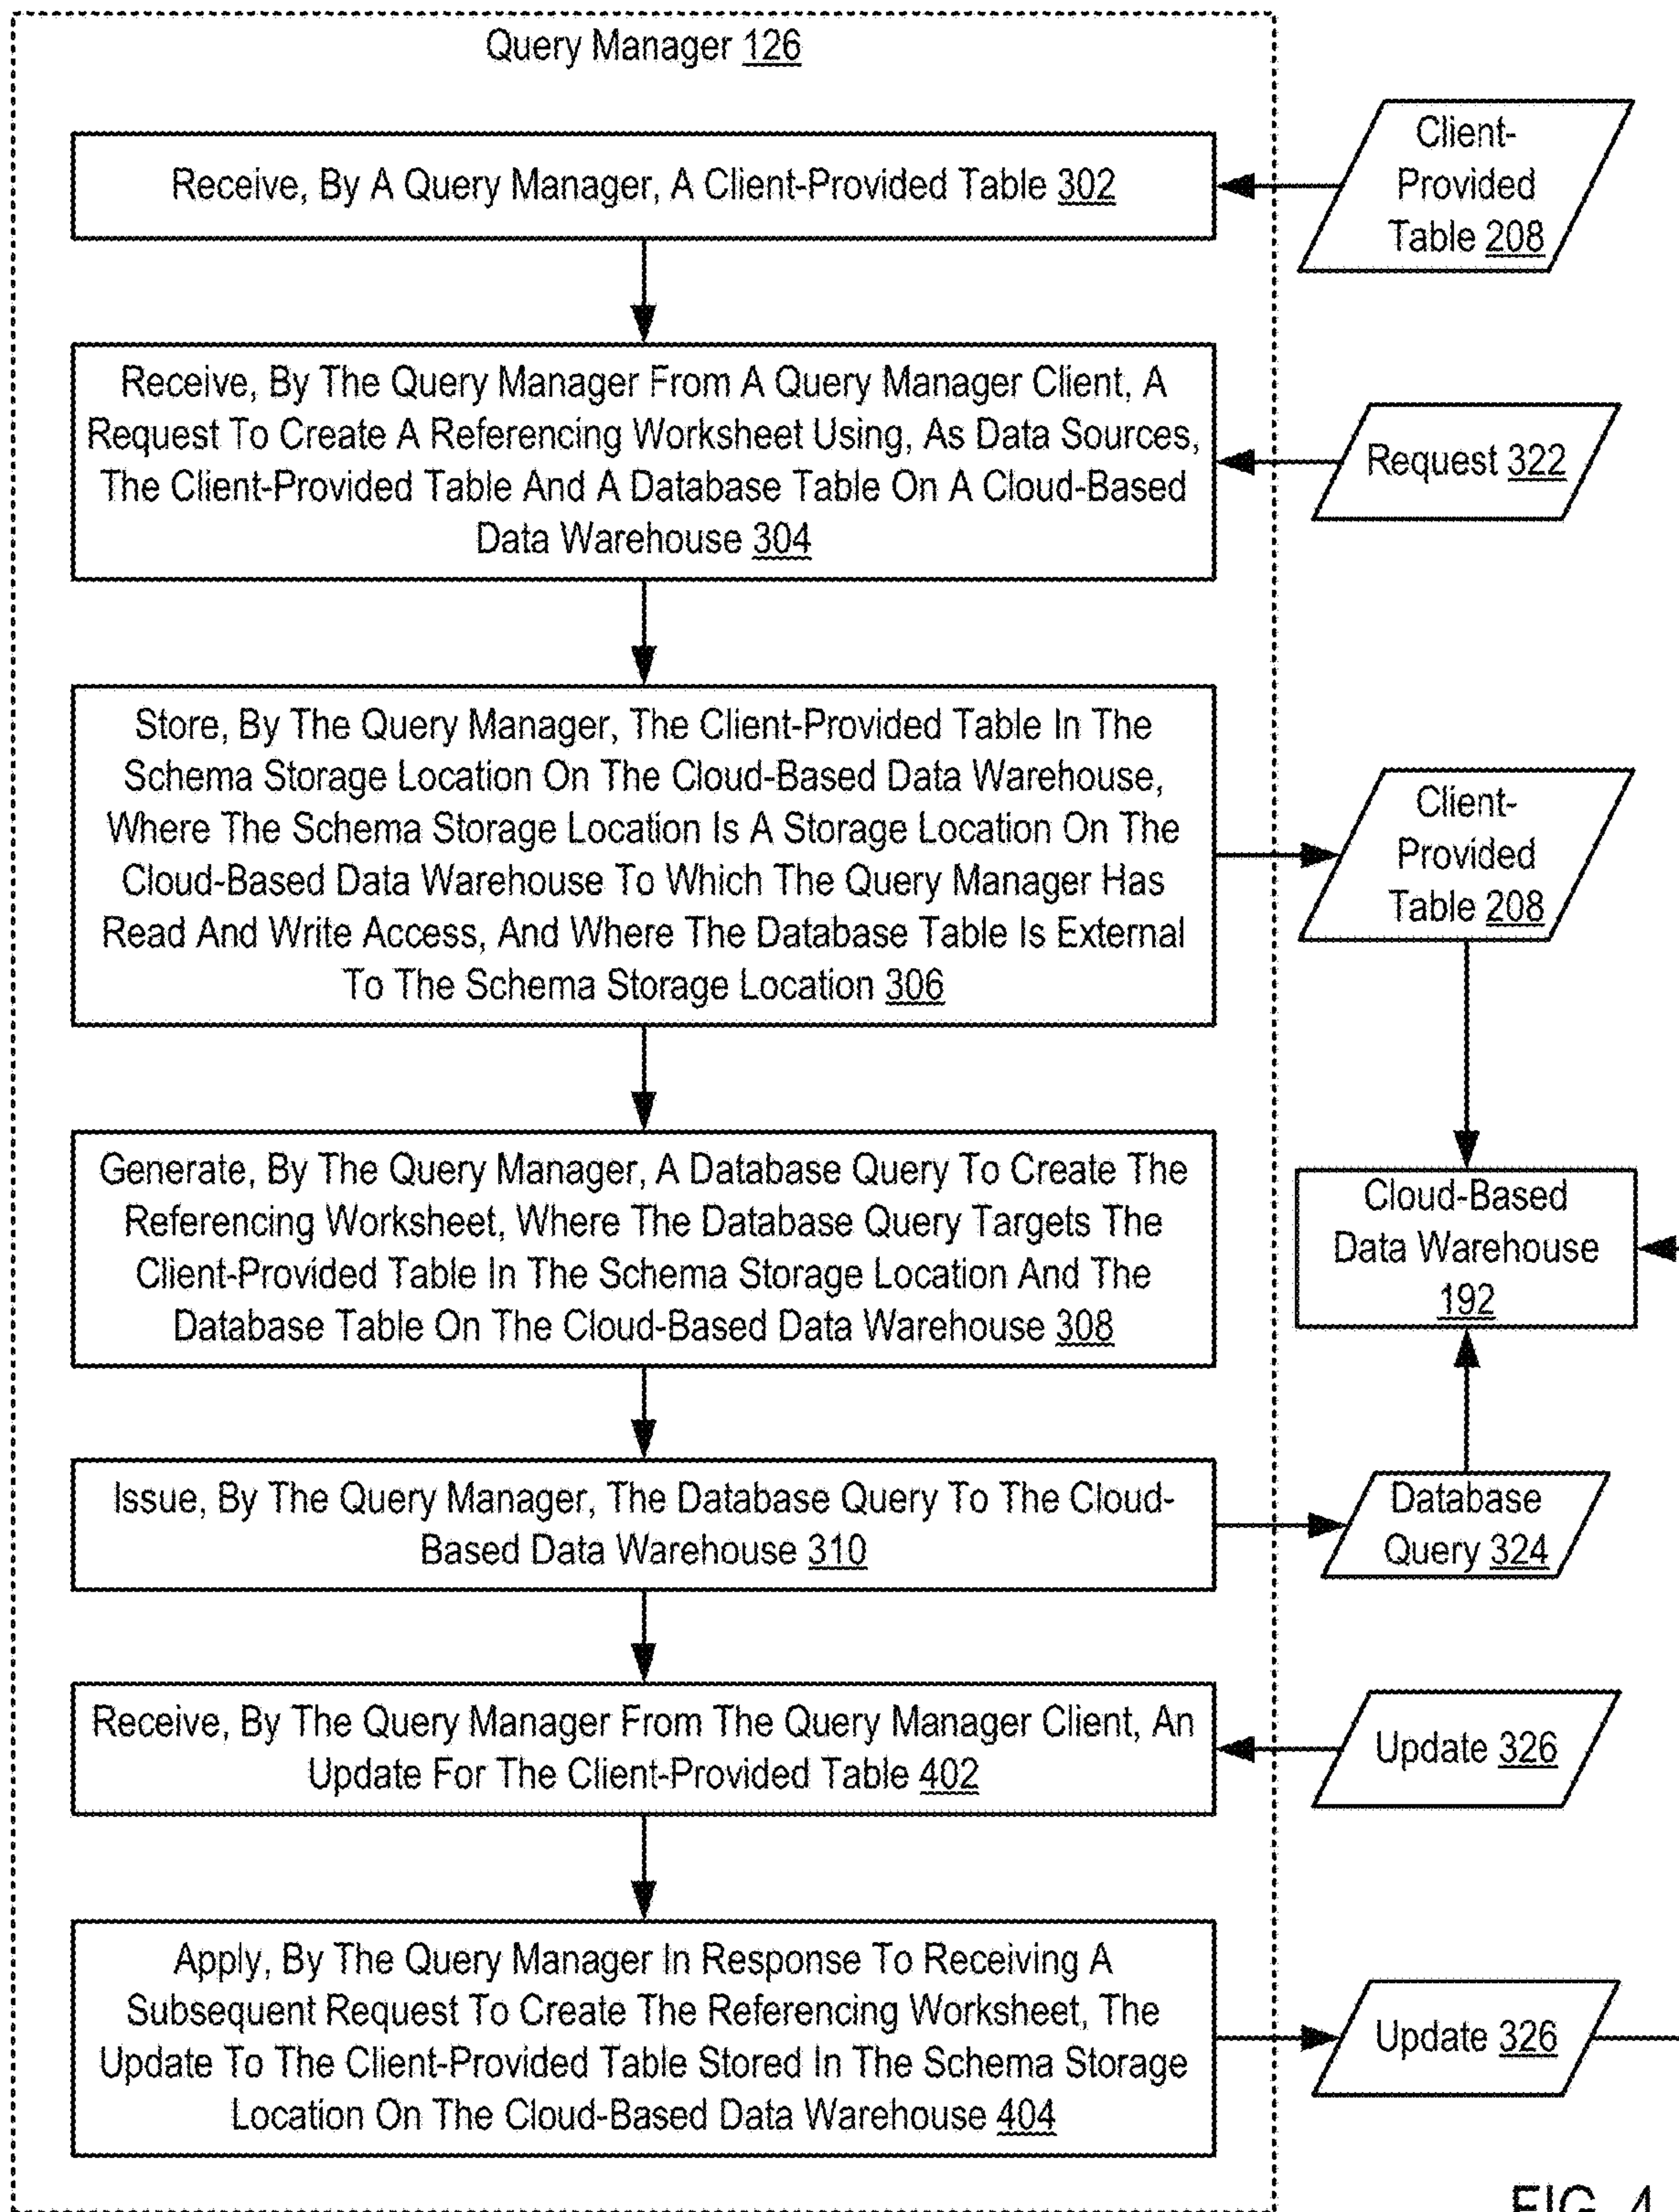 Query Manager 126
Receive, By A Query Manager, A Client-Provided Table 302
Client-
Provided
Table 208
Receive, By The Query Manager From A Query Manager Client, A
Request To Create A Referencing Worksheet Using, As Data Sources,
The Client-Provided Table And A Database Table On A Cloud-Based
Data Warehouse 304
Request 322
Store, By The Query Manager, The Client-Provided Table In The
Schema Storage Location On The Cloud-Based Data Warehouse,
Where The Schema Storage Location Is A Storage Location On The
Cloud-Based Data Warehouse To Which The Query Manager Has
Read And Write Access, And Where The Database Table Is External
To The Schema Storage Location 306
Client-
Provided
Table 208
Generate, By The Query Manager, A Database Query To Create The
Referencing Worksheet, Where The Database Query Targets The
Client-Provided Table In The Schema Storage Location And The
Database Table On The Cloud-Based Data Warehouse 308
Cloud-Based
Data Warehouse
192
Issue, By The Query Manager, The Database Query To The Cloud-
Based Data Warehouse 310
Database
Query 324
Receive, By The Query Manager From The Query Manager Client, An
Update For The Client-Provided Table 402
Update 326
Apply, By The Query Manager In Response To Receiving A
Subsequent Request To Create The Referencing Worksheet, The
Update To The Client-Provided Table Stored In The Schema Storage
Location On The Cloud-Based Data Warehouse 404
Update 326
FIG. 4